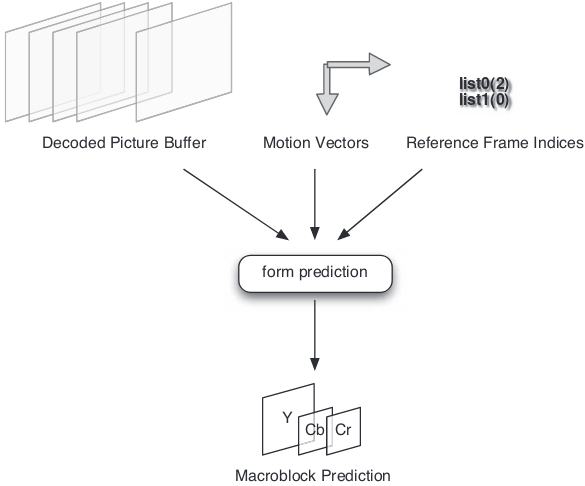 list0(2)
list1(0)
Decoded Picture Buffer
Motion Vectors
Reference Frame Indices
form prediction
Y
Cb
Cr
Macroblock Prediction